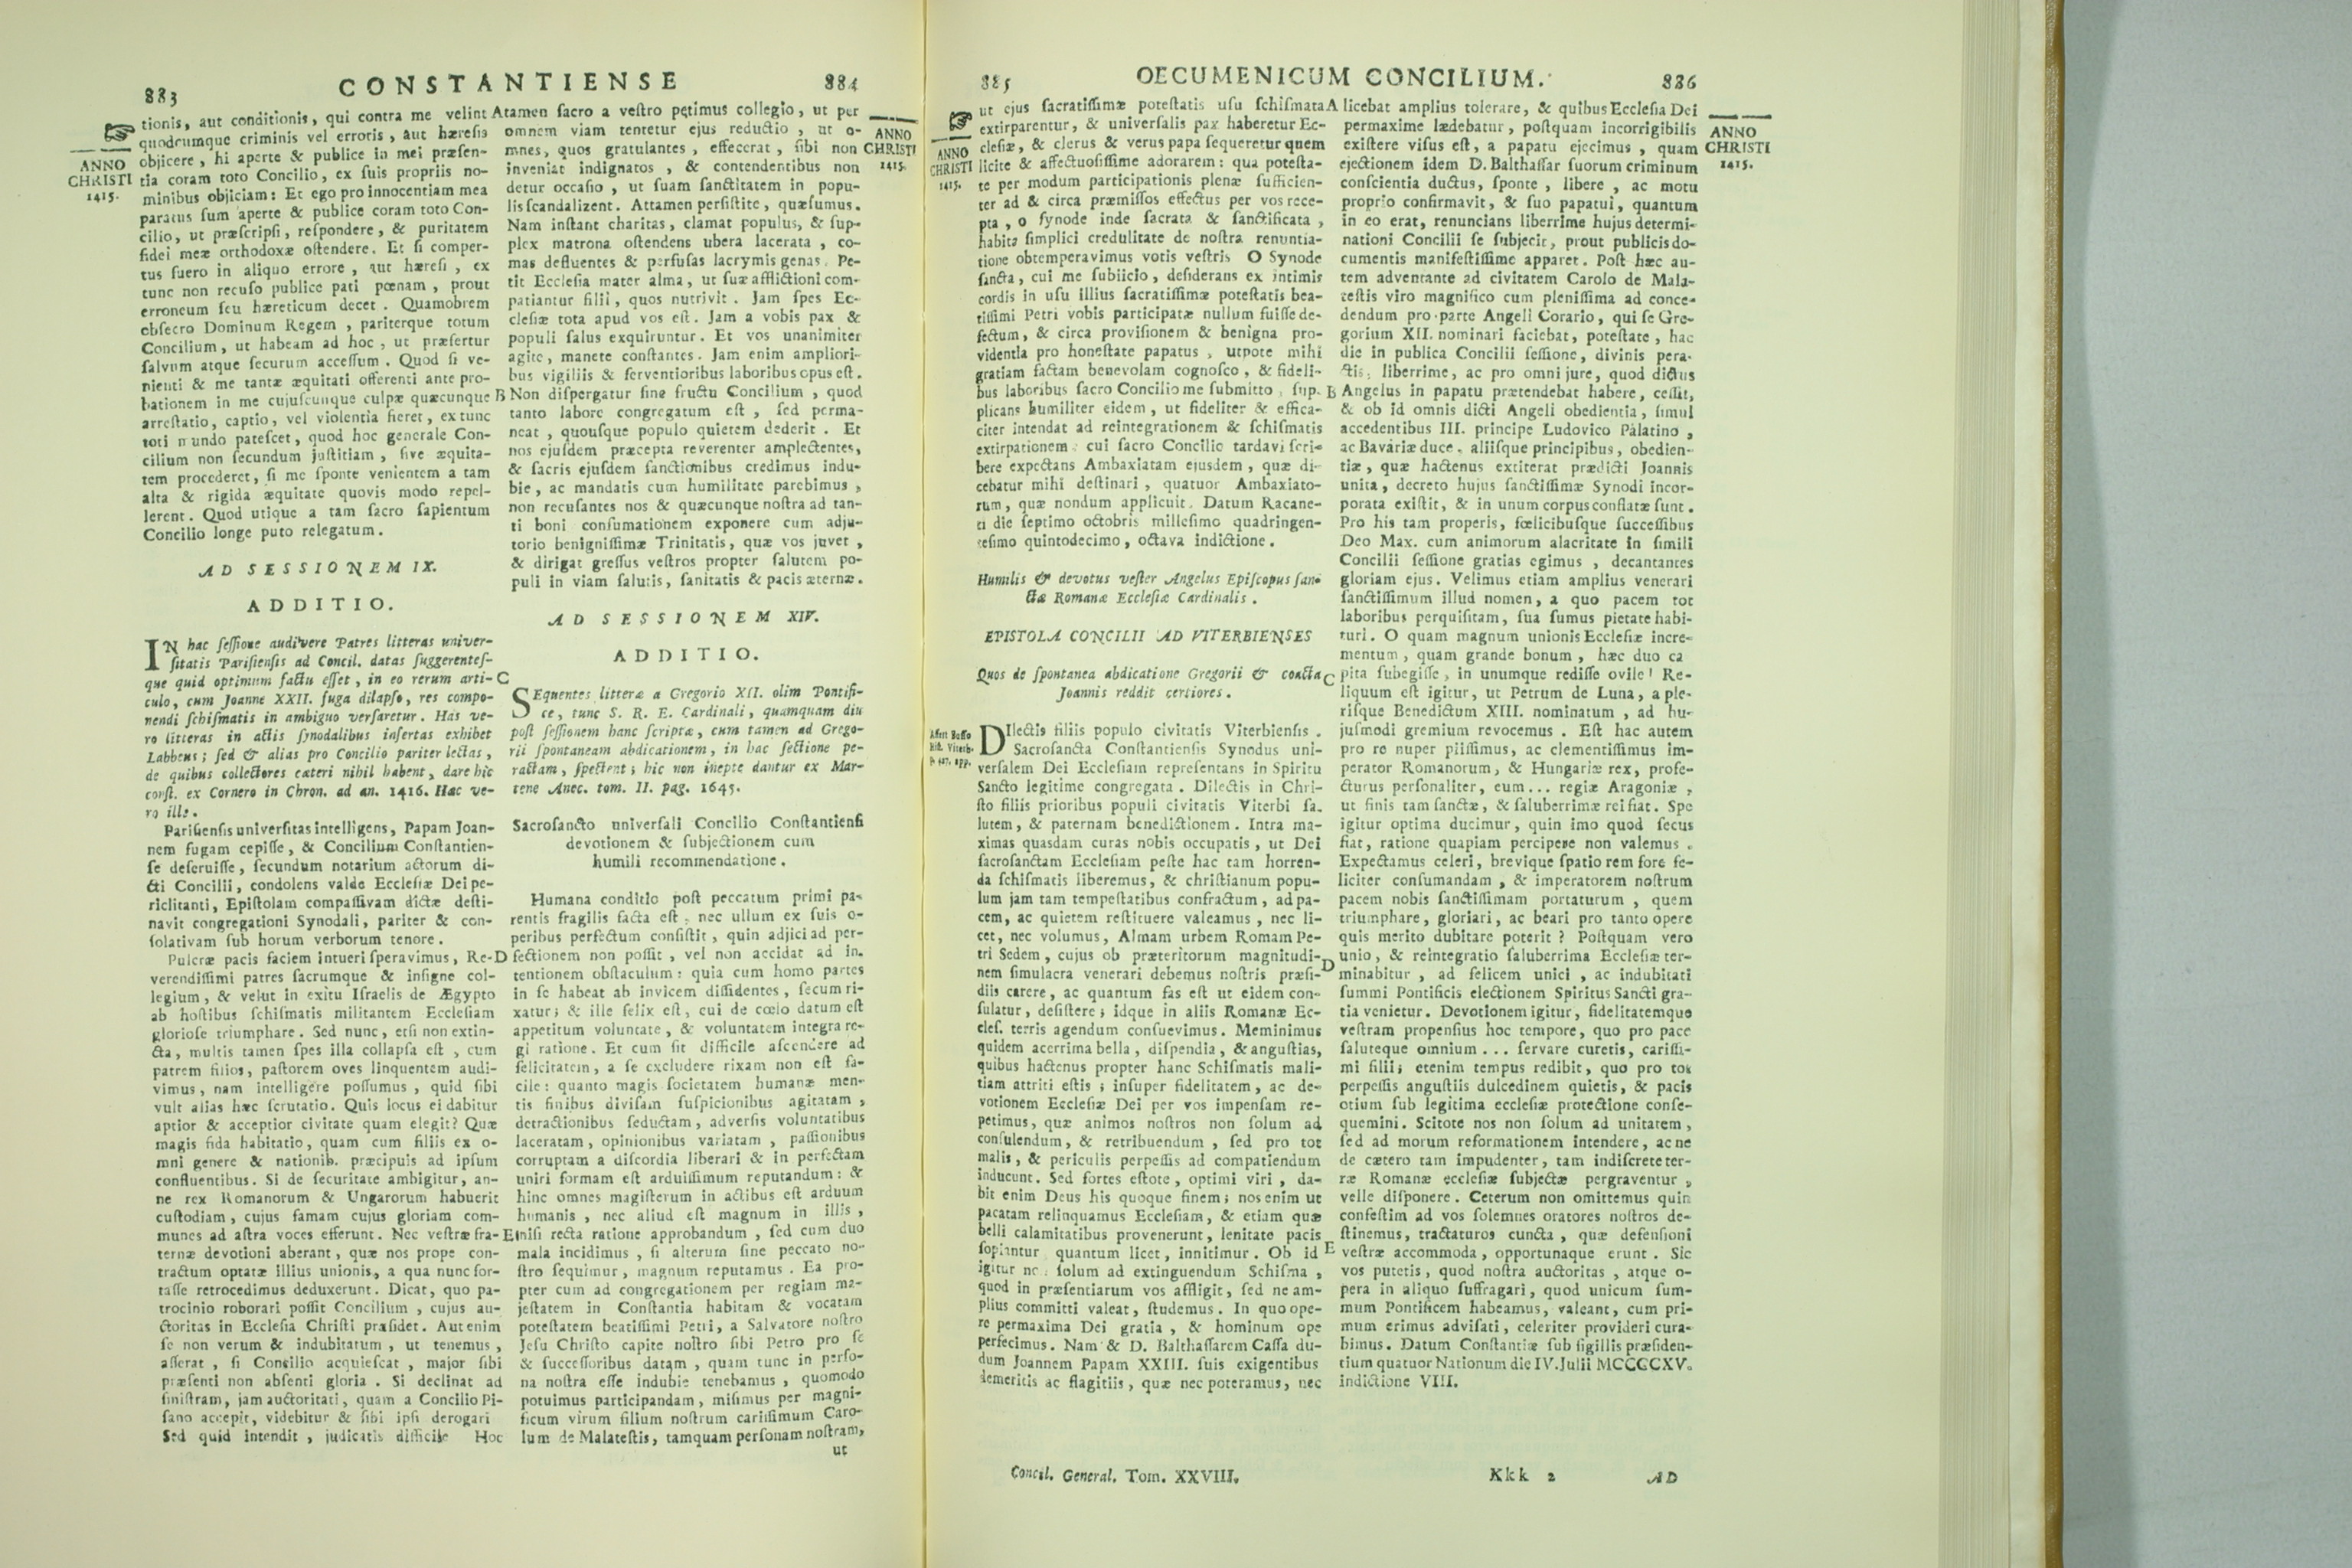 883
CONSTANTIENSE
884
ANNO
CHRISTI
1415.
tionis, aut conditionis, qui contra me velint
quodcumque criminis vel erroris, aut hæresis
objicere, hi aperte & publice in mei præsen-
tia coram toto Concilio, ex suis propriis no-
minibus objiciam: Et ego pro innocentiam mea
paratus sum aperte & publice coram toto Con-
cilio, ut præscripsi, respondere, & puritatem
fidei meæ orthodoxæ ostendere. Et si comper-
tus fuero in aliquo errore, aut hæresi, ex
tunc non recuso publice pati pœnam, prout
erroneum seu hæreticum decet. Quamobrem
obsecro Dominum Regem, pariterque totum
Concilium, ut habeam ad hoc, ut præfertur
salvum atque securum accessum. Quod si ve-
nienti & me tantæ æquitati offerenti ante pro-
bationem in me cujuscunque culpæ quæcunque
arrestatio, captio, vel violentia fieret, ex tunc
toti mundo patescet, quod hoc generale Con-
cilium non secundum justitiam, sive æquita-
tem procederet, si me sponte venientem a tam
alta & rigida æquitate quovis modo repel-
lerent. Quod utique a tam sacro sapientum
Concilio longe puto relegatum.
AD SESSIONEM IX.
ADDITIO.
IN hac sessione audivere Patres litteras univer-
sitatis Parisiensis ad Concil. datas suggerentes-
que quid optimum factu esset, in eo rerum arti-
culo, cum Joanne XXII. fuga dilapso, res compo-
nendi schismatis in ambiguo versaretur. Has ve-
ro litteras in actis synodalibus insertas exhibet
Labbeus; sed & alias pro Concilio pariter lectas,
de quibus collectores cæteri nihil habent, dare hic
const. ex Cornero in Chron. ad an. 1416. Hac ve-
ro ille.
Parisiensis universitas intelligens, Papam Joan-
nem fugam cepisse, & Concilium Constantien-
se deseruisse, secundum notarium actorum di-
cti Concilii, condolens valde Ecclesiæ Dei pe-
riclitanti, Epistolam compassivam dictæ desti-
navit congregationi Synodali, pariter & con-
solativam sub horum verborum tenore.
Pulcræ pacis faciem intueri speravimus, Re-
verendissimi patres sacrumque & insigne col-
legium, & velut in exitu Israelis de Ægypto
ab hostibus schismatis militantem Ecclesiam
gloriose triumphare. Sed nunc, etsi non extin-
cta, multis tamen spes illa collapsa est, cum
patrem filios, pastorem oves linquentem audi-
vimus, nam intelligere possumus, quid sibi
vult alias hæc scrutatio. Quis locus ei dabitur
aptior & acceptior civitate quam elegit? Quæ
magis fida habitatio, quam cum filiis ex o-
mni genere & nationib. præcipuis ad ipsum
confluentibus. Si de securitate ambigitur, an-
ne rex Romanorum & Ungarorum habuerit
custodiam, cujus famam cujus gloriam com-
munes ad astra voces efferunt. Nec vestræ fra-
ternæ devotioni aberant, quæ nos prope con-
tractum optatæ illius unionis, a qua nunc for-
tasse retrocedimus deduxerunt. Dicat, quo pa-
trocinio roborari possit Concilium, cujus au-
ctoritas in Ecclesia Christi præsidet. Aut enim
se non verum & indubitatum, ut tenemus,
asserat, si Concilio acquiescat, major sibi
præsenti non absenti gloria. Si declinat ad
sinistram, jam auctoritati, quam a Concilio Pi-
sano accepit, videbitur & sibi ipsi derogari
Sed quid intendit, judicatis difficile Hoc
A
B
C
D
E
Atamen sacro a vestro petimus collegio, ut per
omnem viam tentetur ejus reductio, ut o-
mnes, quos gratulantes, effecerat, sibi non
inveniat indignatos, & contendentibus non
detur occasio, ut suam sanctitatem in popu-
lis scandalizent. Attamen persistite, quæsumus.
Nam instant charitas, clamat populus, & sup-
plex matrona ostendens ubera lacerata, co-
mas defluentes & perfusas lacrymis genas. Pe-
tit Ecclesia mater alma, ut suæ afflictioni com-
patiantur filii, quos nutrivit. Jam spes Ec-
clesiæ tota apud vos est. Jam a vobis pax &
populi salus exquiruntur. Et vos unanimiter
agite, manete constantes. Jam enim ampliori-
bus vigiliis & ferventioribus laboribus opus est.
Non dispergatur sine fructu Concilium, quod
tanto labore congregatum est, sed perma-
neat, quousque populo quietem dederit. Et
nos ejusdem præcepta reverenter amplectentes,
& sacris ejusdem sanctionibus credimus indu-
bie, ac mandatis cum humilitate parebimus,
non recusantes nos & quæcunque nostra ad tan-
ti boni consumationem exponere cum adju-
torio benignissimæ Trinitatis, quæ vos juvet,
& dirigat gressus vestros propter salutem po-
puli in viam salutis, sanitatis & pacis æternæ.
AD SESSIONEM XIV.
ADDITIO.
SEquentes litteræ a Gregorio XII. olim Pontifi-
ce, tunc S. R. E. Cardinali, quamquam diu
post sessionem hanc scriptæ, cum tamen ad Grego-
rii spontaneam abdicationem, in hac sectione pe-
ractam, spectent; hic non inepte dantur ex Mar-
tene Anec. tom. II. pag. 1645.
Sacrosancto universali Concilio Constantiensi
devotionem & subjectionem cum
humili recommendatione.
Humana conditio post peccatum primi pa-
rentis fragilis facta est, nec ullum ex suis o-
peribus perfectum consistit, quin adjici ad per-
fectionem non possit, vel non accidat ad in-
tentionem obstaculum: quia cum homo partes
in se habeat ab invicem dissidentes, secum ri-
xatur; & ille felix est, cui de cœlo datum est
appetitum voluntate, & voluntatem integra re-
gi ratione. Et cum sit difficile ascendere ad
felicitatem, a se excludere rixam non est fa-
cile: quanto magis societatem humanæ men-
tis finibus divisam suspicionibus agitatam,
detractionibus seductam, adversis voluntatibus
laceratam, opinionibus variatam, passionibus
corruptam a discordia liberari & in perfectam
uniri formam est arduissimum reputandum: &
hinc omnes magisterum in actibus est arduum
humanis, nec aliud est magnum in illis,
nisi recta ratione approbandum, sed cum duo
mala incidimus, si alterum sine peccato no-
stro sequimur, magnum reputamus. Ea pro-
pter cum ad congregationem per regiam ma-
jestatem in Constantia habitam & vocatam
potestatem beatissimi Petri, a Salvatore nostro
Jesu Christo capite nostro sibi Petro pro se
& successoribus datam, quam tunc in perso-
na nostra esse indubie tenebamus, quomodo
potuimus participandam, misimus per magni-
ficum virum filium nostrum carissimum Caro-
lum de Malatestis, tamquam personam nostram,
ut
ANNO
CHRISTI
1415.
885
OECUMENICUM CONCILIUM.
886
ANNO
CHRISTI
1415.
ut ejus sacratissimæ potestatis usu schismata
extirparentur, & universalis pax haberetur Ec-
clesiæ, & clerus & verus papa sequeretur quem
licite & affectuosissime adorarem: qua potesta-
te per modum participationis plenæ sufficien-
ter ad & circa præmissos effectus per vos rece-
pta, o synode inde sacrata & sanctificata,
habita simplici credulitate de nostra renuntia-
tione obtemperavimus votis vestris O Synode
sancta, cui me subiicio, desiderans ex intimis
cordis in usu illius sacratissimæ potestatis bea-
tissimi Petri vobis participatæ nullum fuisse de-
fectum, & circa provisionem & benigna pro-
videntia pro honestate papatus, utpote mihi
gratiam factam benevolam cognosco, & fideli-
bus laboribus sacro Concilio me submitto, sup-
plicans humiliter eidem, ut fideliter & effica-
citer intendat ad reintegrationem & schismatis
extirpationem: cui sacro Concilio tardavi scri-
bere expectans Ambaxiatam ejusdem, quæ di-
cebatur mihi destinari, quatuor Ambaxiato-
rum, quæ nondum applicuit. Datum Racane-
ti die septimo octobris millesimo quadringen-
tesimo quintodecimo, octava indictione.
Humilis & devotus vester Angelus Episcopus san-
ctæ Romanæ Ecclesiæ Cardinalis.
EPISTOLA CONCILII AD VITERBIENSES
Quos de spontanea abdicatione Gregorii & coacta
Joannis reddit certiores.
Hist. Viterb.
DIlectis filiis populo civitatis Viterbiensis.
Sacrosancta Constantiensis Synodus uni-
versalem Dei Ecclesiam repræsentans in Spiritu
Sancto legitime congregata. Dilectis in Chri-
sto filiis prioribus populi civitatis Viterbi sa-
lutem, & paternam benedictionem. Intra ma-
ximas quasdam curas nobis occupatis, ut Dei
sacrosanctam Ecclesiam peste hac tam horren-
da schismatis liberemus, & christianum popu-
lum jam tam tempestatibus confractum, ad pa-
cem, ac quietem restituere valeamus, nec li-
cet, nec volumus, Almam urbem Romam Pe-
tri Sedem, cujus ob præteritorum magnitudi-
nem simulacra venerari debemus nostris præsi-
diis carere, ac quantum fas est ut eidem con-
sulatur, desistere; idque in aliis Romanæ Ec-
cles. terris agendum consuevimus. Meminimus
quidem acerrima bella, dispendia, & angustias,
quibus hactenus propter hanc Schismatis mali-
tiam attriti estis; insuper fidelitatem, ac de-
votionem Ecclesiæ Dei per vos impensam re-
petimus, quæ animos nostros non solum ad
consulendum, & retribuendum, sed pro tot
malis, & periculis perpessis ad compatiendum
inducunt. Sed fortes estote, optimi viri, da-
bit enim Deus his quoque finem; nos enim ut
pacatam relinquamus Ecclesiam, & etiam quæ
belli calamitatibus provenerunt, lenitate pacis
sopiantur quantum licet, innitimur. Ob id
igitur ne solum ad extinguendum Schisma,
quod in præsentiarum vos affligit, sed ne am-
plius committi valeat, studemus. In quo ope-
re permaxima Dei gratia, & hominum ope
perfecimus. Nam & D. Balthassarem Cassa du-
dum Joannem Papam XXIII. suis exigentibus
demeritis ac flagitiis, quæ nec poteramus, nec
A
B
C
D
E
licebat amplius tolerare, & quibus Ecclesia Dei
permaxime lædebatur, postquam incorrigibilis
existere visus est, a papatu ejecimus, quam
ejectionem idem D. Balthassar suorum criminum
conscientia ductus, sponte, libere, ac motu
proprio confirmavit, & suo papatui, quantum
in eo erat, renuncians liberrime hujus determi-
nationi Concilii se subjecit, prout publicis do-
cumentis manifestissime apparet. Post hæc au-
tem adventante ad civitatem Carolo de Mala-
testis viro magnifico cum plenissima ad conce-
dendum pro parte Angeli Corario, qui se Gre-
gorium XII. nominari faciebat, potestate, hac
die in publica Concilii sessione, divinis pera-
ctis, liberrime, ac pro omni jure, quod dictus
Angelus in papatu prætendebat habere, cessit,
& ob id omnis dicti Angeli obedientia, simul
accedentibus III. principe Ludovico Palatino,
ac Bavariæ duce, aliisque principibus, obedien-
tiæ, quæ hactenus extiterat prædicti Joannis
unita, decreto hujus sanctissimæ Synodi incor-
porata existit, & in unum corpus conflatæ sunt.
Pro his tam properis, fœlicibusque successibus
Deo Max. cum animorum alacritate in simili
Concilii sessione gratias egimus, decantantes
gloriam ejus. Velimus etiam amplius venerari
sanctissimum illud nomen, a quo pacem tot
laboribus perquisitam, sua sumus pietate habi-
turi. O quam magnum unionis Ecclesiæ incre-
mentum, quam grande bonum, hæc duo ca
pita subegisse, in unumque rediisse ovile! Re-
liquum est igitur, ut Petrum de Luna, a ple-
risque Benedictum XIII. nominatum, ad hu-
jusmodi gremium revocemus. Est hac autem
pro re nuper piissimus, ac clementissimus im-
perator Romanorum, & Hungariæ rex, profe-
cturus personaliter, eum... regiæ Aragoniæ,
ut finis tam sanctæ, & saluberrimæ rei fiat. Spe
igitur optima ducimur, quin imo quod secus
fiat, ratione quapiam percipere non valemus.
Expectamus celeri, brevique spatio rem fore fe-
liciter consumandam, & imperatorem nostrum
pacem nobis sanctissimam portaturum, quem
triumphare, gloriari, ac beari pro tanto opere
quis merito dubitare poterit? Postquam vero
unio, & reintegratio saluberrima Ecclesiæ ter-
minabitur, ad felicem unici, ac indubitati
summi Pontificis electionem Spiritus Sancti gra-
tia venietur. Devotionem igitur, fidelitatemque
vestram propensius hoc tempore, quo pro pace
saluteque omnium... servare curetis, carissi-
mi filii; etenim tempus redibit, quo pro tot
perpessis angustiis dulcedinem quietis, & pacis
otium sub legitima ecclesiæ protectione conse-
quemini. Scitote nos non solum ad unitatem,
sed ad morum reformationem intendere, ac ne
de cætero tam impudenter, tam indiscrete ter-
ræ Romanæ ecclesiæ subjectæ pergraventur,
velle disponere. Ceterum non omittemus quin
confestim ad vos solemnes oratores nostros de-
stinemus, tractaturos cuncta, quæ defensioni
vestræ accommoda, opportunaque erunt. Sic
vos putetis, quod nostra auctoritas, atque o-
pera in aliquo suffragari, quod unicum sum-
mum Pontificem habeamus, valeant, cum pri-
mum erimus advisati, celeriter provideri cura-
bimus. Datum Constantiæ sub sigillis præsiden-
tium quatuor Nationum die IV. Julii MCCCCXV.
indictione VIII.
ANNO
CHRISTI
1415.
Concil. General. Tom. XXVIII.
Kkk 2
AD